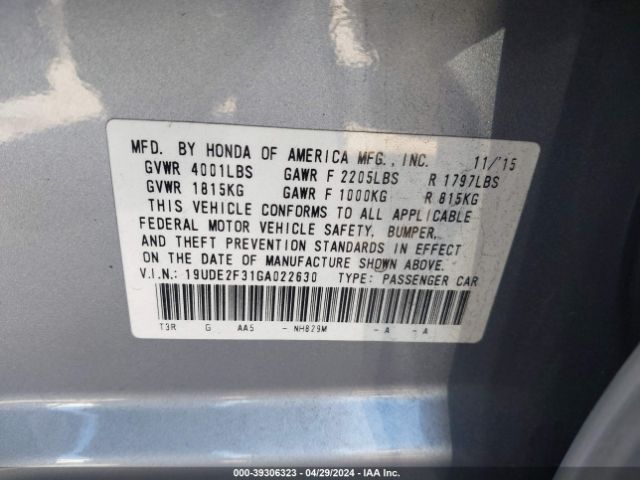 MFD. BY HONDA OF AMERICA MFG., INC. 11/'15
GVWR 4001LBS GAWR F 2205LBS R 1797LBS
GVWR 1815KG GAWR F 1000KG R 815KG
THIS VEHICLE CONFORMS TO ALL APPLICABLE
FEDERAL MOTOR VEHICLE SAFETY, BUMPER,
AND THEFT PREVENTION STANDARDS IN EFFECT
ON THE DATE OF MANUFACTURE SHOWN ABOVE.
V.I.N.: 19UDE2F31GA022630 TYPE: PASSENGER CAR
T3R G AA5 - NH829M - A - A
000-39306323 / 04/29/2024 / IAA Inc.